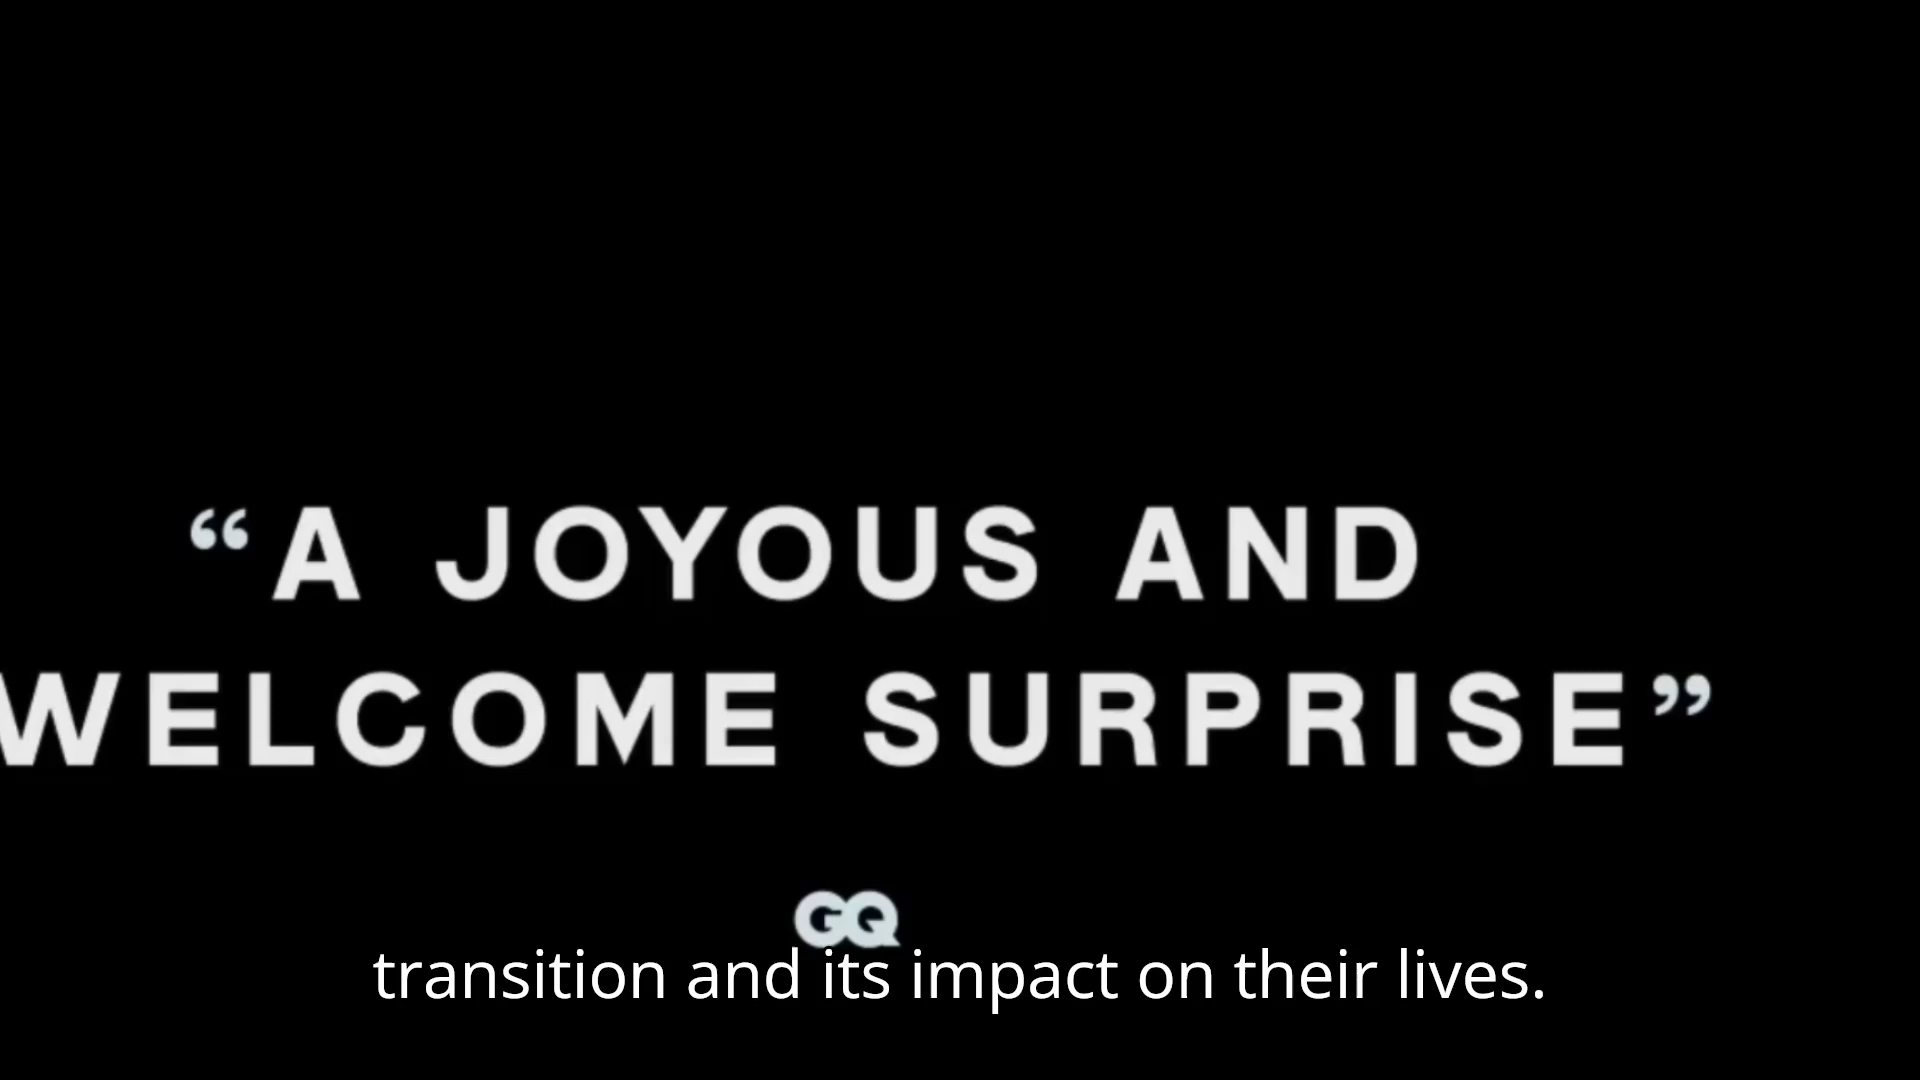 “A JOYOUS AND
WELCOME SURPRISE”
GQ
transition and its impact on their lives.